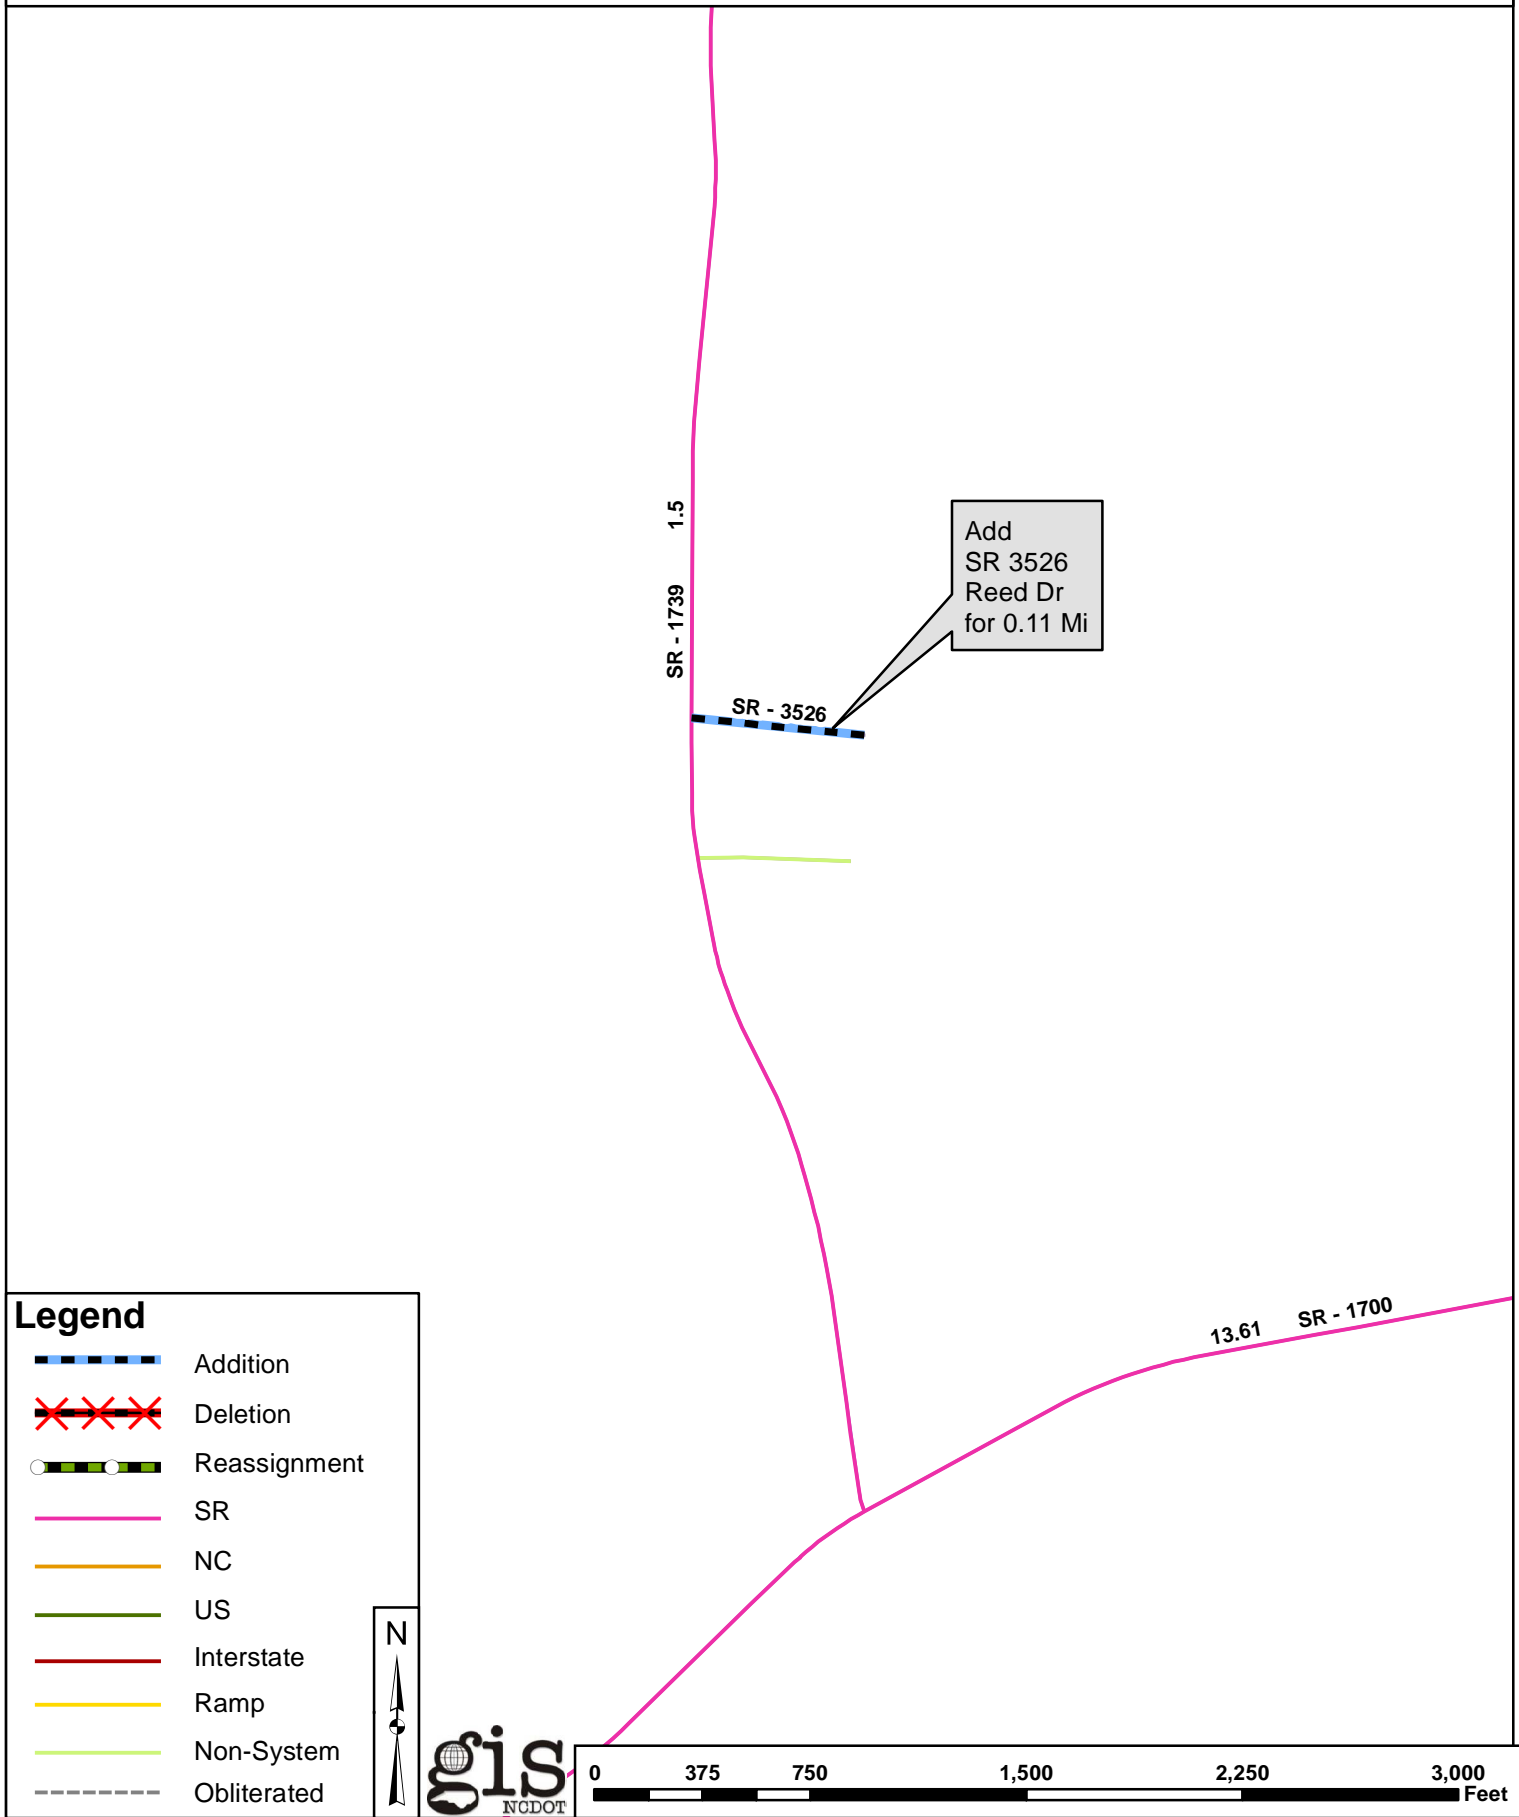 1.5
SR - 1739
Add
SR 3526
Reed Dr
for 0.11 Mi
SR - 3526
13.61 SR - 1700
Legend
Addition
Deletion
Reassignment
SR
NC
US
Interstate
Ramp
Non-System
Obliterated
N
gis
NCDOT
0 375 750 1,500 2,250 3,000
Feet